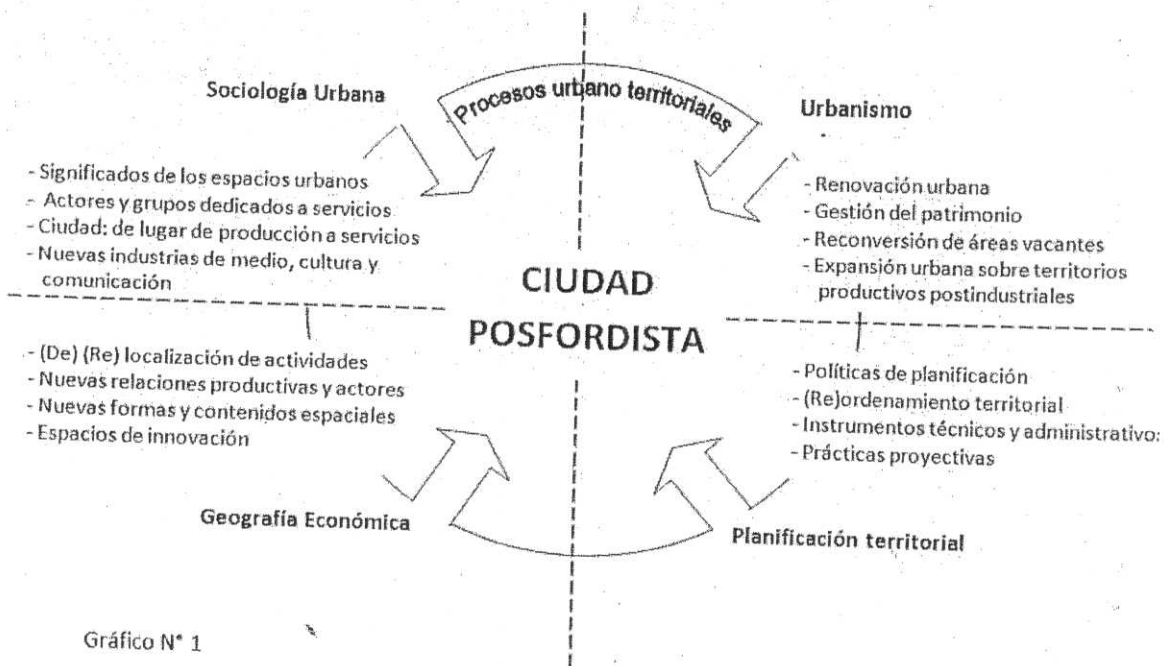 Sociología Urbana
Procesos urbano territoriales
Urbanismo
- Significados de los espacios urbanos
- Actores y grupos dedicados a servicios
- Ciudad: de lugar de producción a servicios
- Nuevas industrias de medio, cultura y
comunicación
- Renovación urbana
- Gestión del patrimonio
- Reconversión de áreas vacantes
- Expansión urbana sobre territorios
productivos postindustriales
CIUDAD
POSFORDISTA
- (De) (Re) localización de actividades
- Nuevas relaciones productivas y actores
- Nuevas formas y contenidos espaciales
- Espacios de innovación
- Políticas de planificación
- (Re)ordenamiento territorial
- Instrumentos técnicos y administrativo:
- Prácticas proyectivas
Geografía Económica
Planificación territorial
Gráfico N° 1